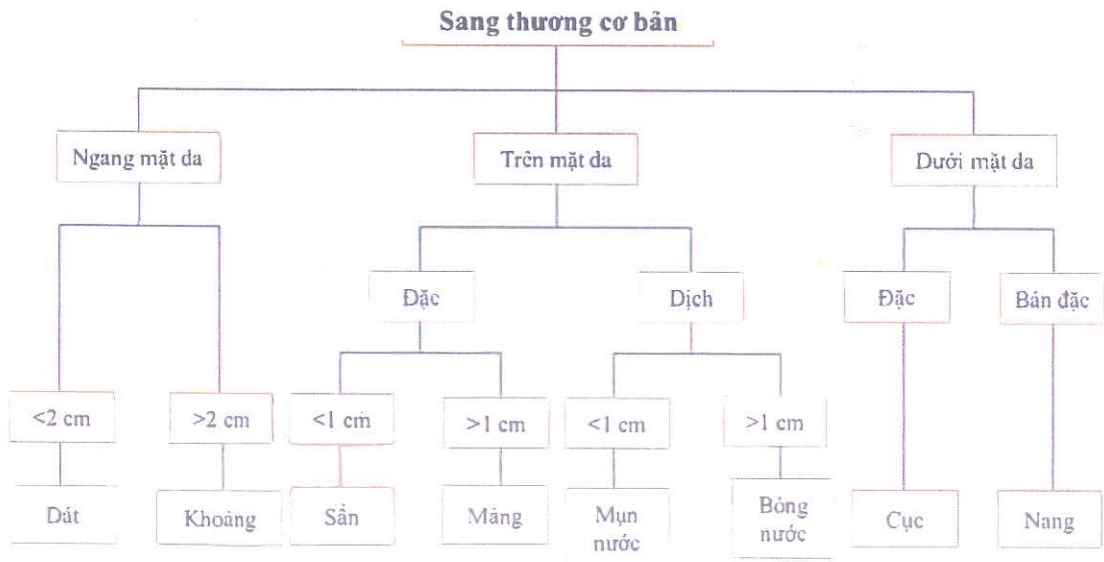 Sang thương cơ bản
Ngang mặt da
Trên mặt da
Dưới mặt da
Đặc
Dịch
Đặc
Bán đặc
<2 cm
>2 cm
<1 cm
>1 cm
<1 cm
>1 cm
Dát
Khoảng
Sẩn
Mảng
Mụn
nước
Bóng
nước
Cục
Nang